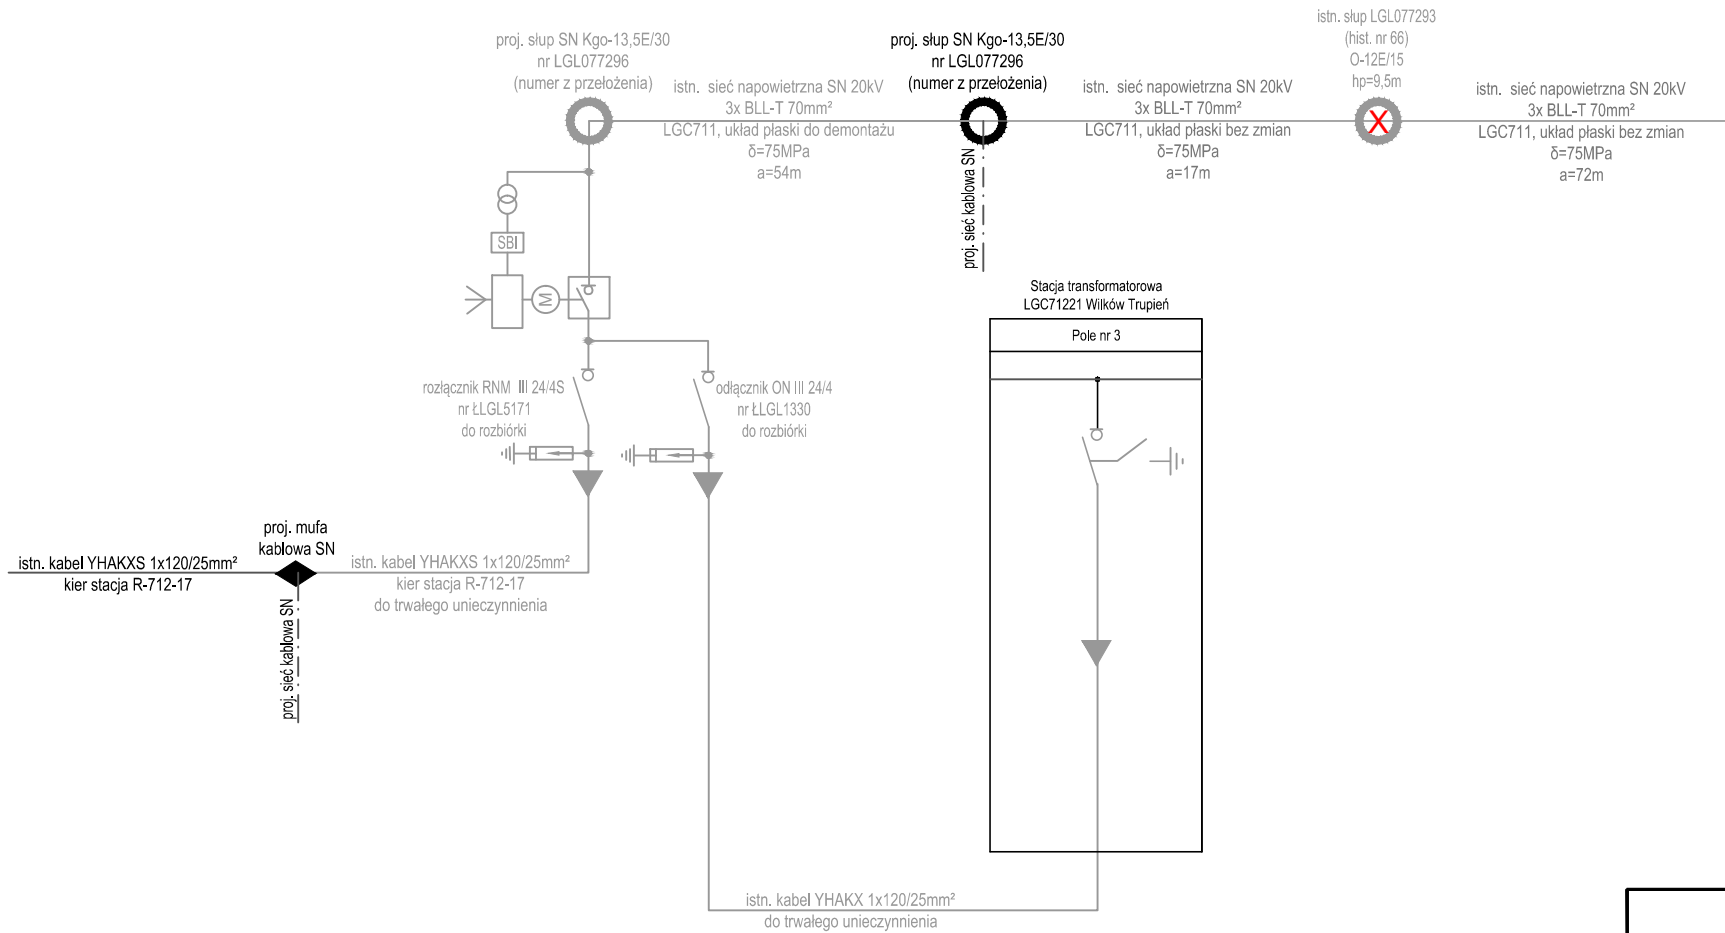 proj. słup SN Kgo-13,5E/30
nr LGL077296
(numer z przełożenia)
istn. sieć napowietrzna SN 20kV
3x BLL-T 70mm²
LGC711, układ płaski do demontażu
δ=75MPa
a=54m
proj. słup SN Kgo-13,5E/30
nr LGL077296
(numer z przełożenia)
istn. sieć napowietrzna SN 20kV
3x BLL-T 70mm²
LGC711, układ płaski bez zmian
δ=75MPa
a=17m
istn. słup LGL077293
(hist. nr 66)
O-12E/15
hp=9,5m
X
istn. sieć napowietrzna SN 20kV
3x BLL-T 70mm²
LGC711, układ płaski bez zmian
δ=75MPa
a=72m
proj. sieć kablowa SN
SBI
M
Stacja transformatorowa
LGC71221 Wilków Trupień
Pole nr 3
rozłącznik RNM III 24/4S
nr ŁLGL5171
do rozbiórki
odłącznik ON III 24/4
nr ŁLGL1330
do rozbiórki
proj. mufa
kablowa SN
istn. kabel YHAKXS 1x120/25mm²
kier stacja R-712-17
istn. kabel YHAKXS 1x120/25mm²
kier stacja R-712-17
do trwałego unieczynnienia
proj. sieć kablowa SN
istn. kabel YHAKX 1x120/25mm²
do trwałego unieczynnienia